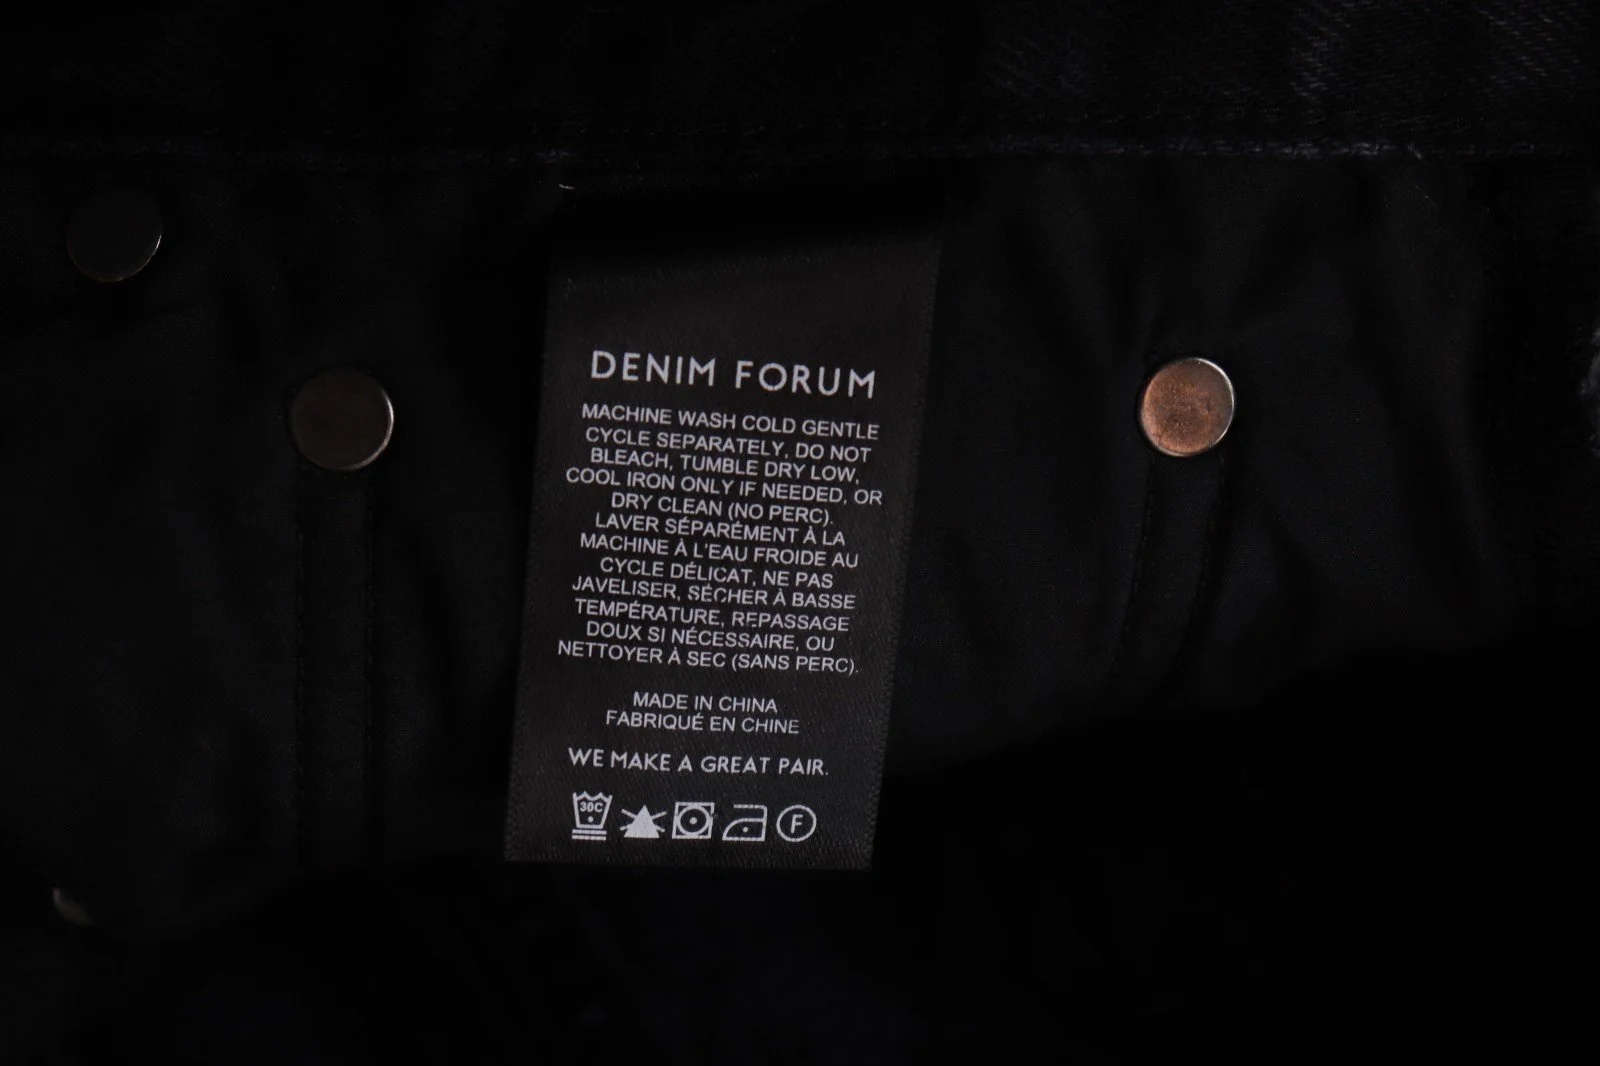 DENIM FORUM
MACHINE WASH COLD GENTLE
CYCLE SEPARATELY, DO NOT
BLEACH, TUMBLE DRY LOW,
COOL IRON ONLY IF NEEDED, OR
DRY CLEAN (NO PERC).
LAVER SÉPARÉMENT À LA
MACHINE À L'EAU FROIDE AU
CYCLE DÉLICAT, NE PAS
JAVELISER, SÉCHER À BASSE
TEMPÉRATURE, REPASSAGE
DOUX SI NÉCESSAIRE, OU
NETTOYER À SEC (SANS PERC).
MADE IN CHINA
FABRIQUÉ EN CHINE
WE MAKE A GREAT PAIR.
30C F